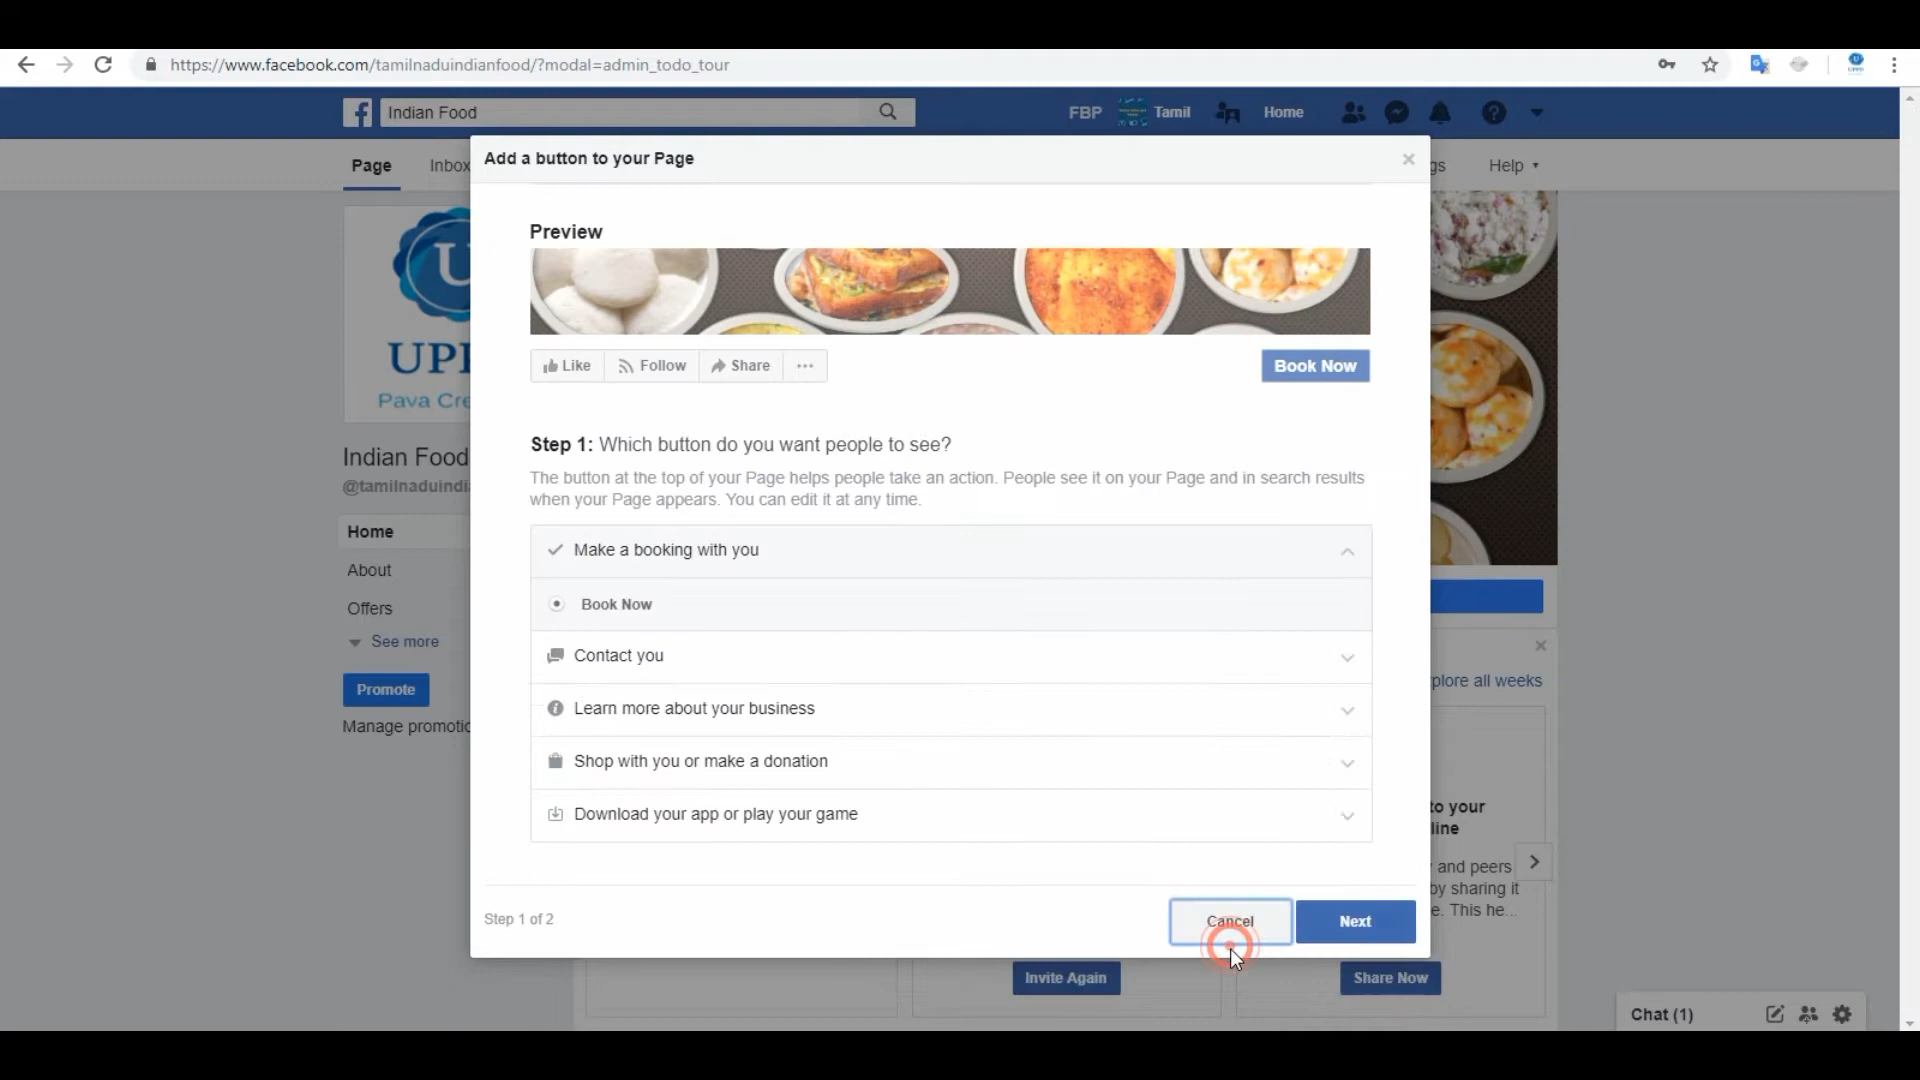 https://www.facebook.com/tamilnaduindianfood/?modal=admin_todo_tour
Indian Food
FBP
Tamil
Home
Page
Inbox
Help
Add a button to your Page
Preview
Like
Follow
Share
Book Now
Step 1: Which button do you want people to see?
The button at the top of your Page helps people take an action. People see it on your Page and in search results
when your Page appears. You can edit it at any time.
Make a booking with you
Book Now
Contact you
Learn more about your business
Shop with you or make a donation
Download your app or play your game
Step 1 of 2
Cancel
Next
Indian Food
@tamilnaduindia
Home
About
Offers
See more
Promote
Manage promotio
plore all weeks
to your
line
and peers
by sharing it
e. This he...
Invite Again
Share Now
Chat (1)